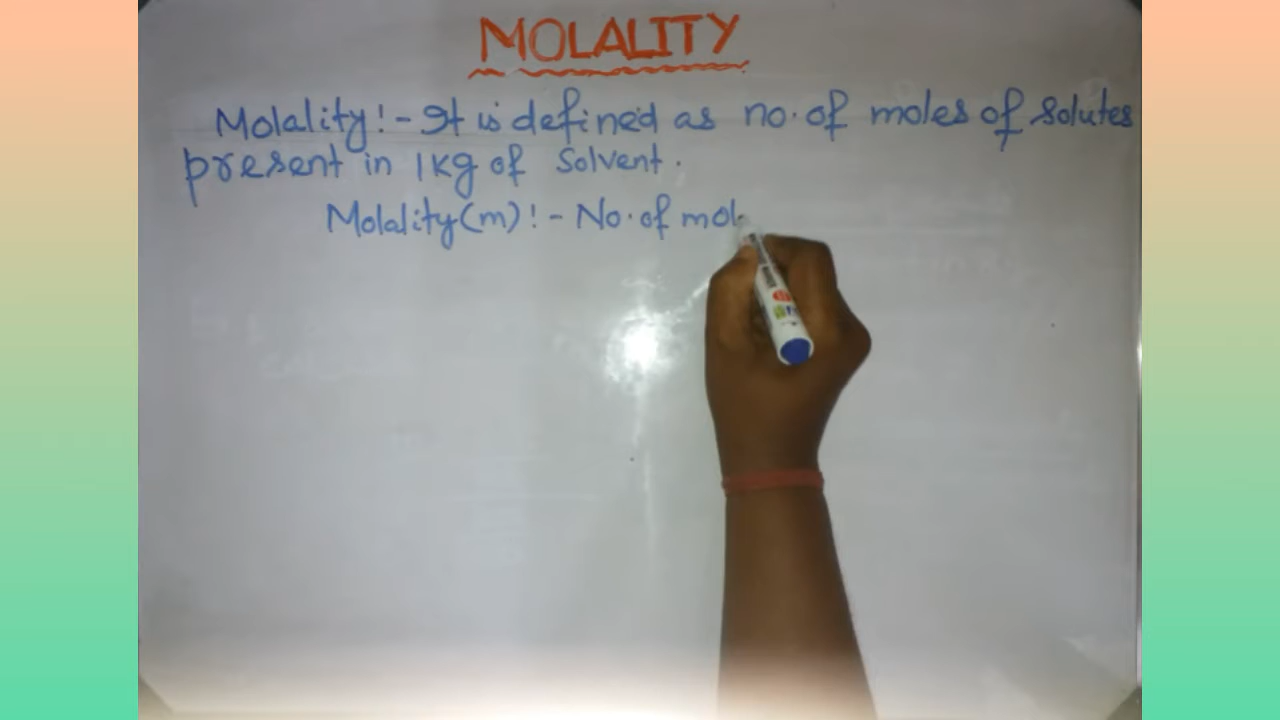 MOLALITY
Molality!- It is defined as no. of moles of solutes
present in 1kg of Solvent.
Molality(m)!- No. of mol